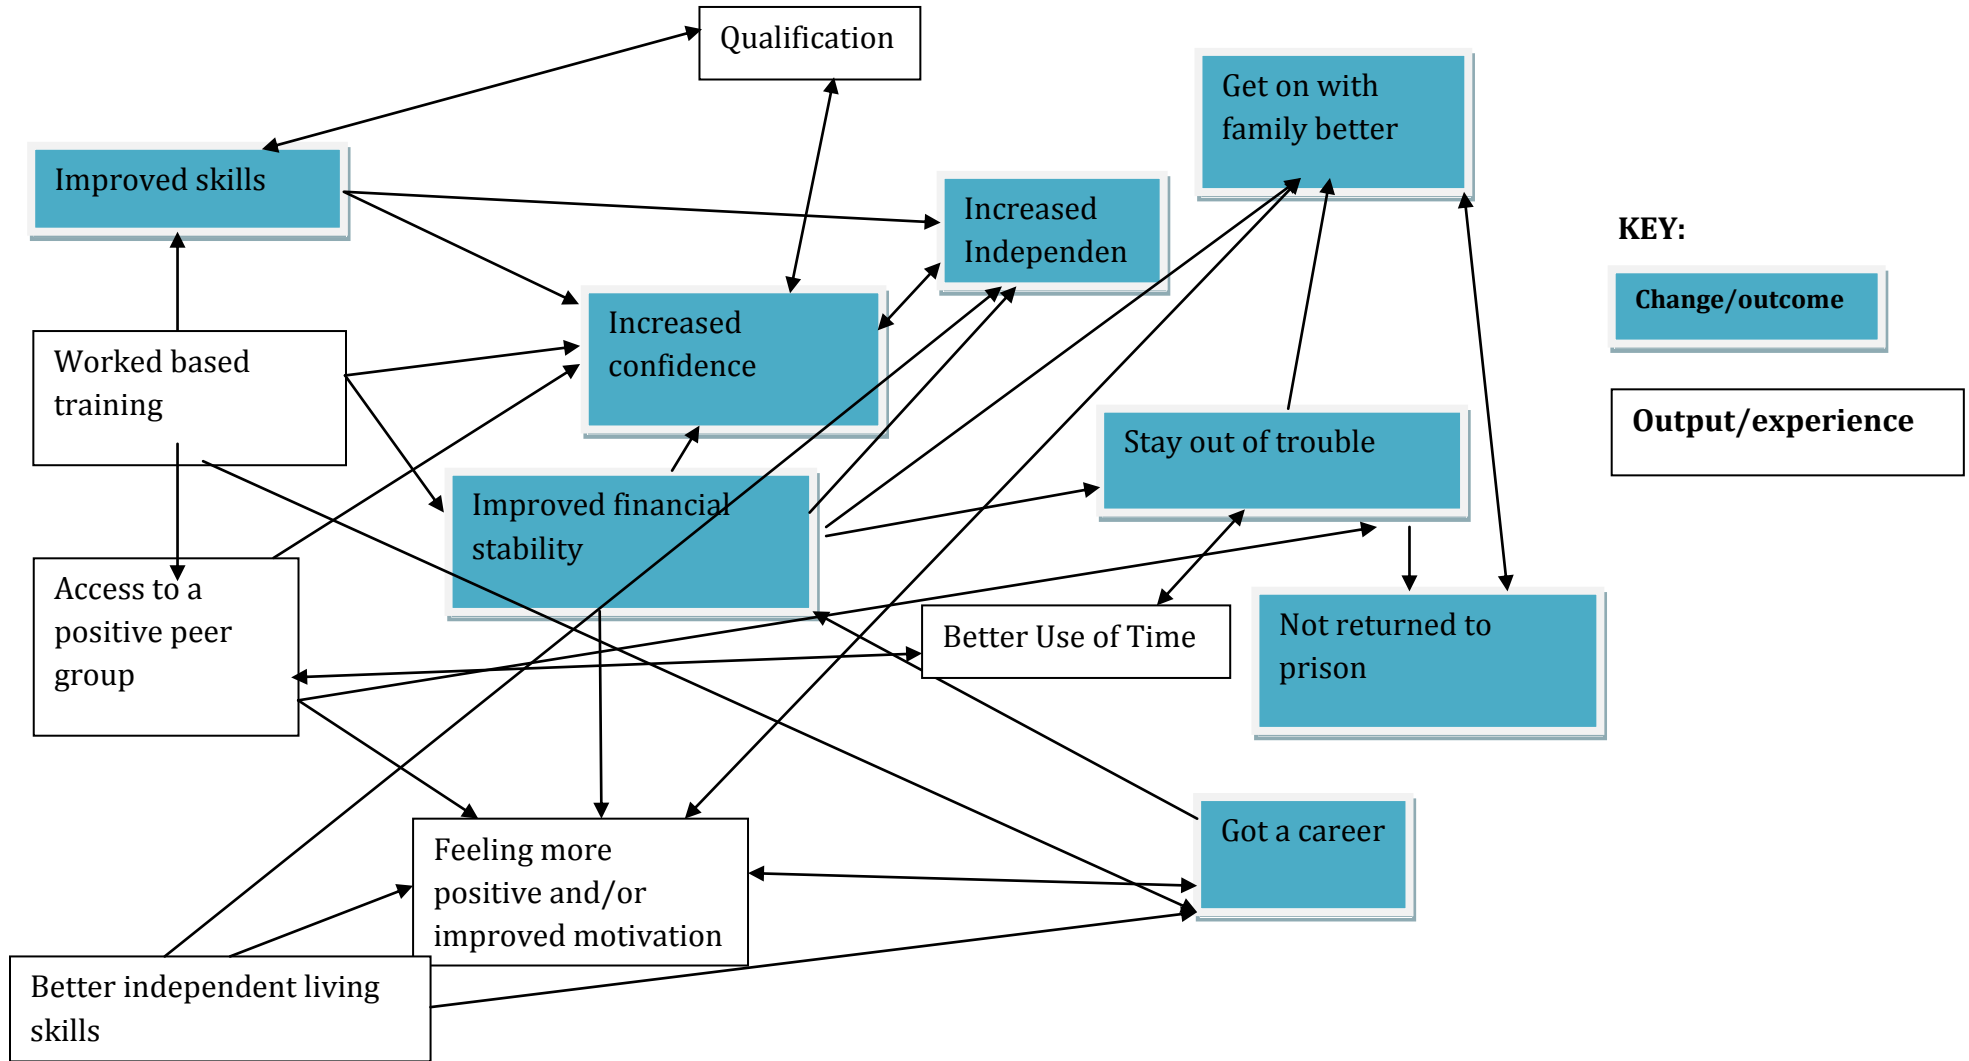 Qualification
Get on with
family better
Improved skills
Increased
Independen
KEY:
Change/outcome
Increased
confidence
Worked based
training
Output/experience
Stay out of trouble
Improved financial
stability
Access to a
positive peer
group
Better Use of Time
Not returned to
prison
Got a career
Feeling more
positive and/or
improved motivation
Better independent living
skills